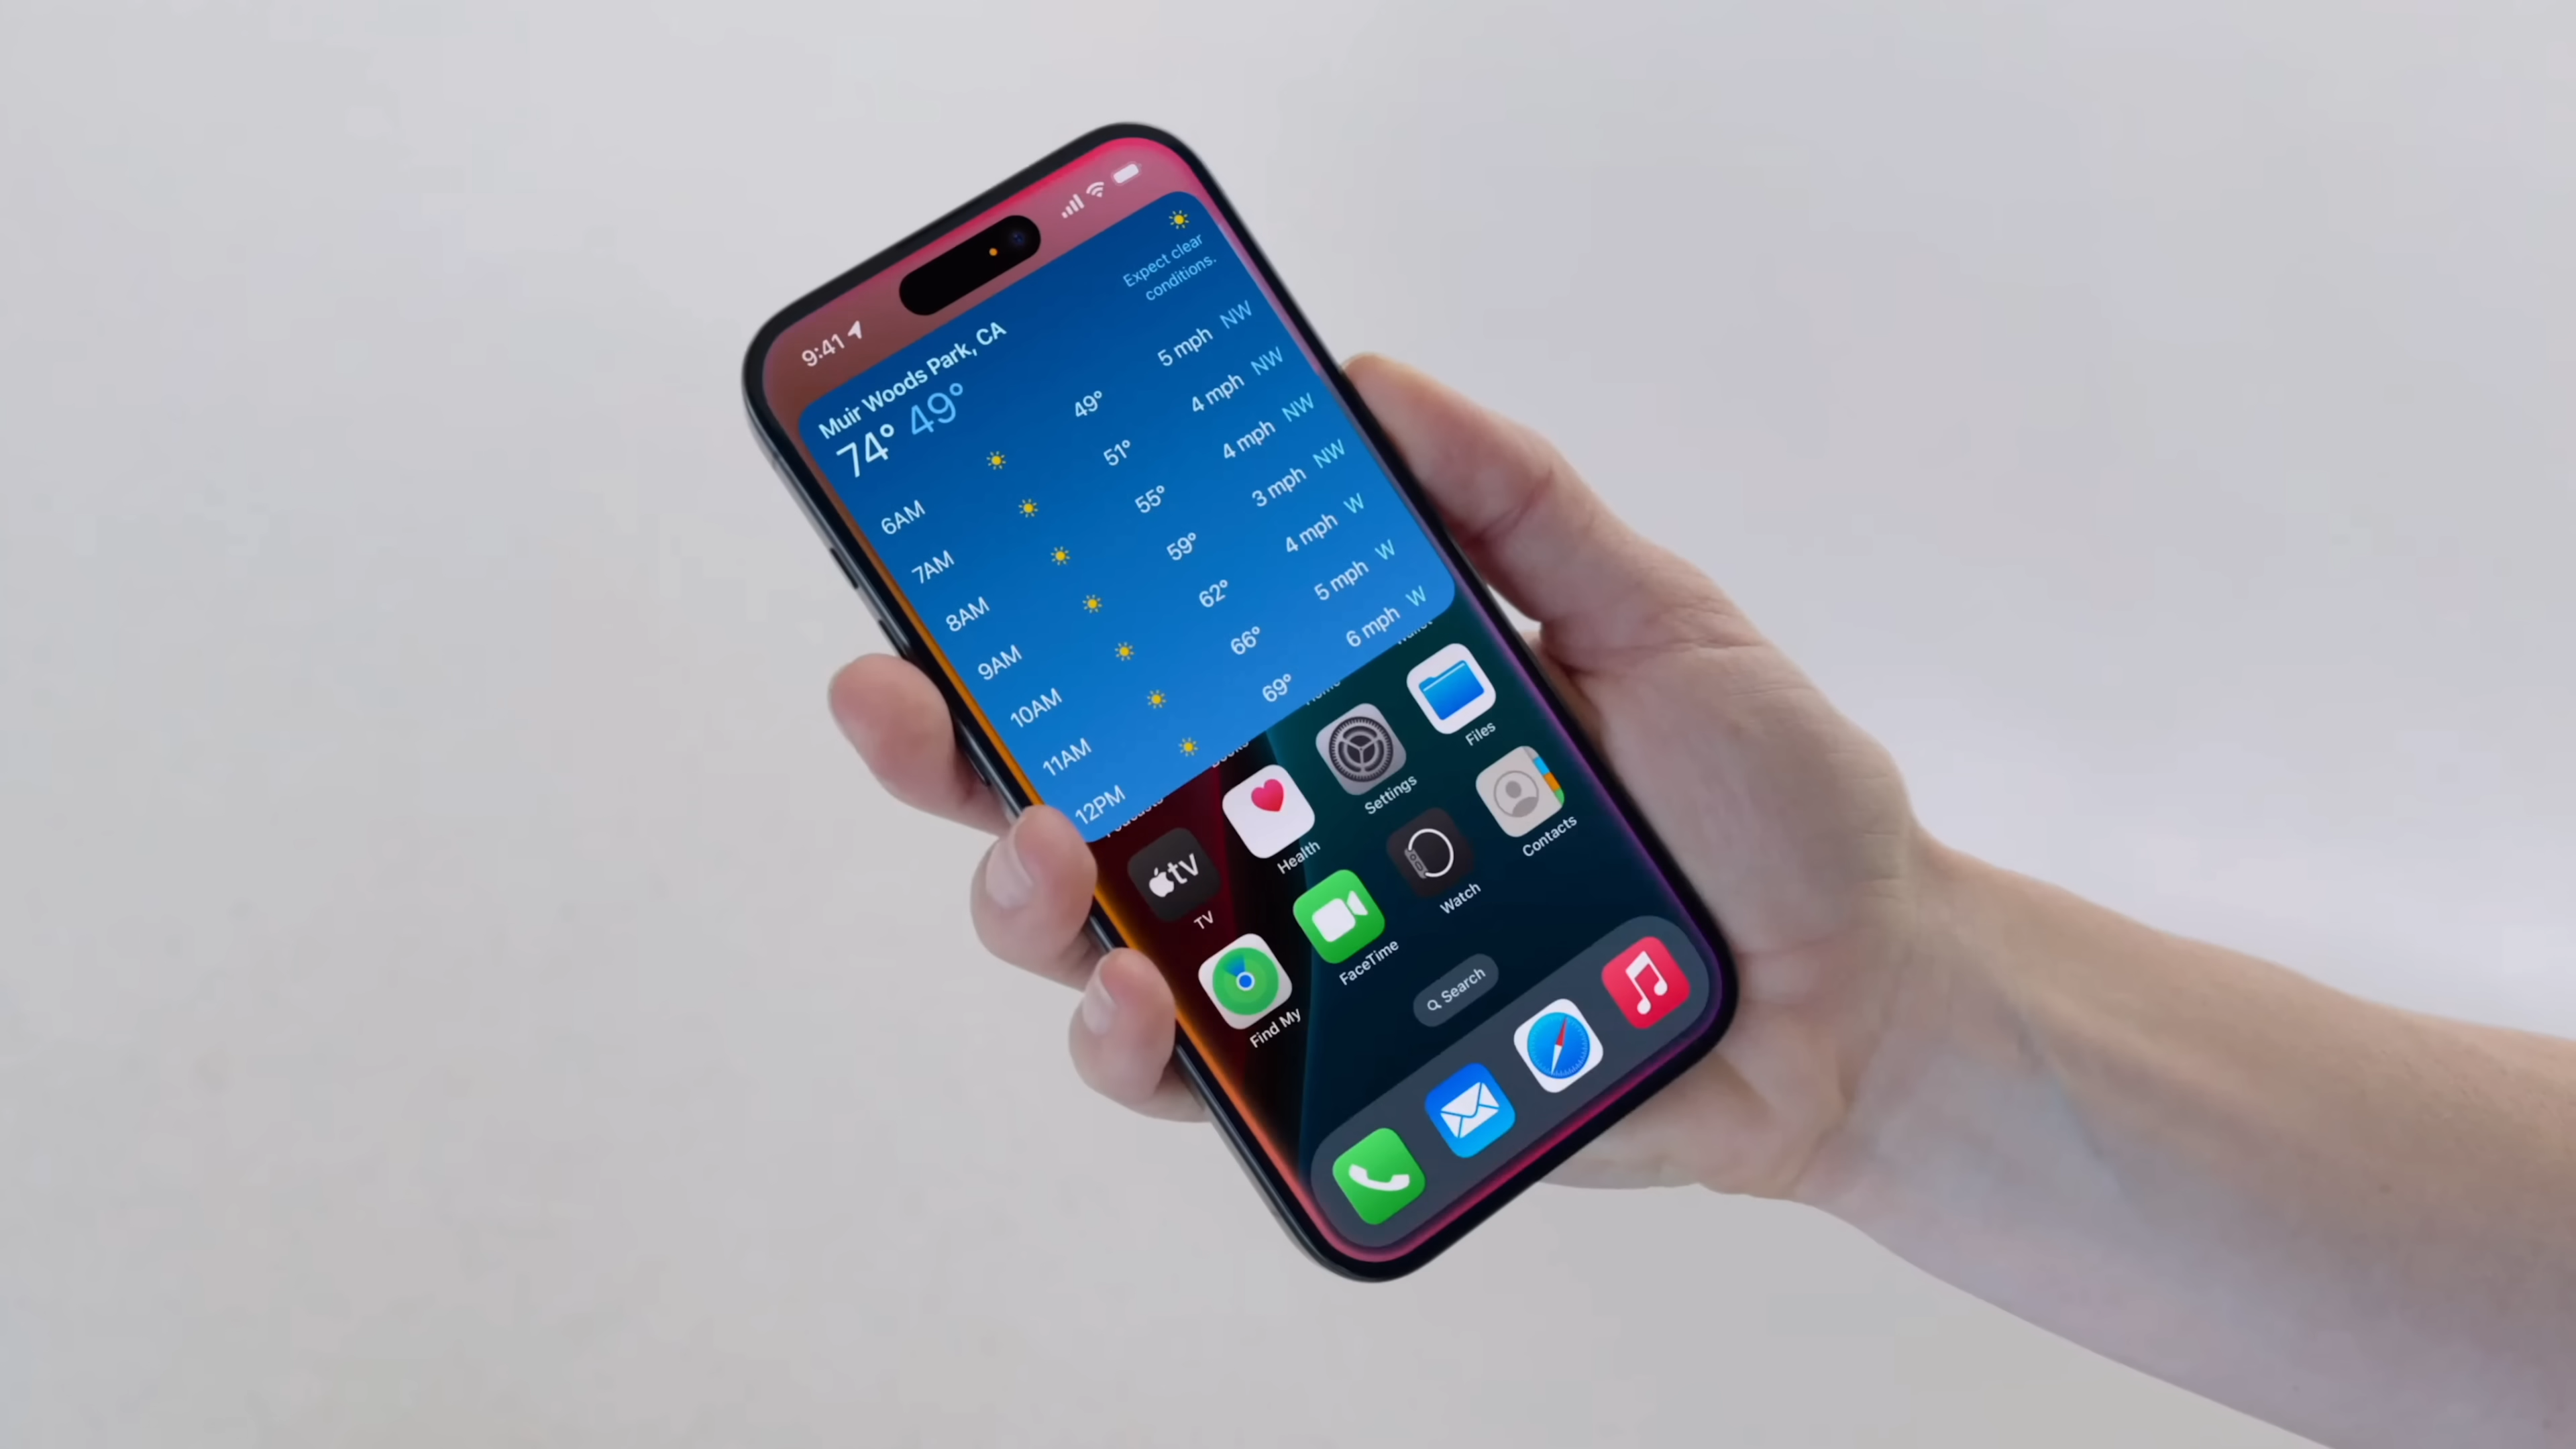 9:41
Muir Woods Park, CA
74° 49°
Expect clear
conditions.
6AM 49° 5 mph NW
7AM 51° 4 mph NW
8AM 55° 4 mph NW
9AM 59° 3 mph NW
10AM 62° 4 mph W
11AM 66° 5 mph W
12PM 69° 6 mph W
tv
TV
Health
Settings
Files
Find My
FaceTime
Watch
Contacts
Search